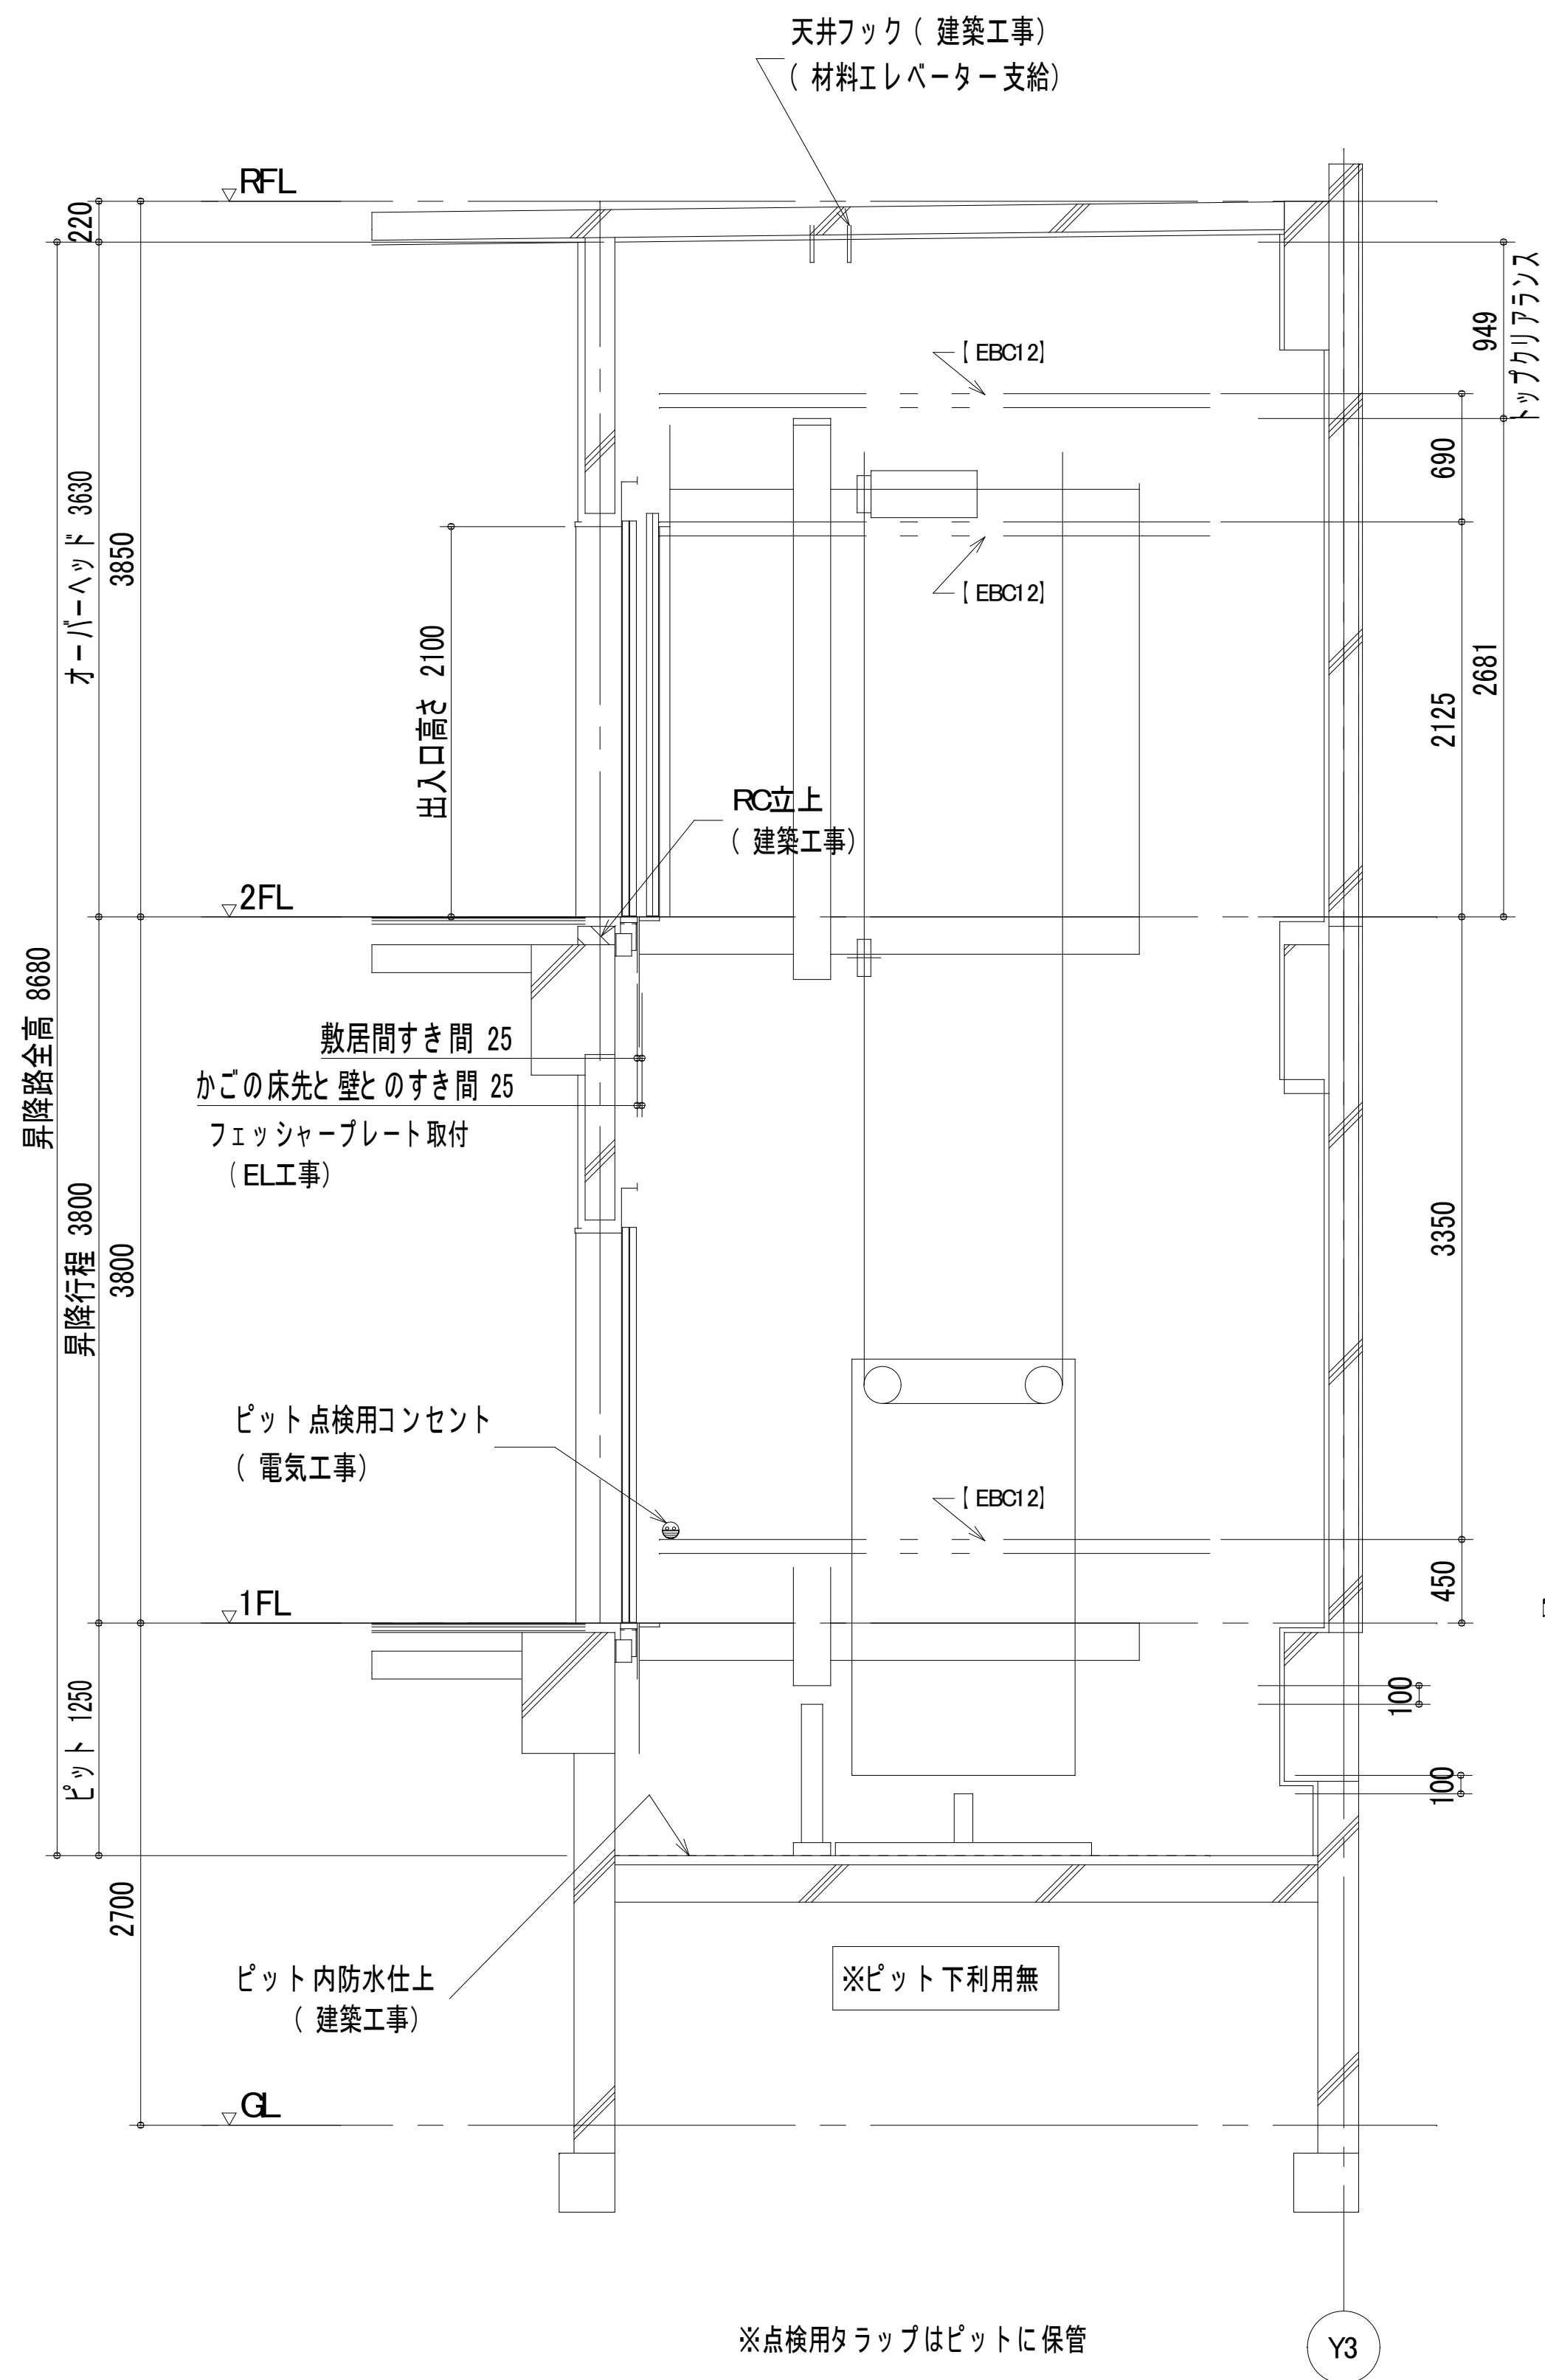 天井フック(建築工事)
(材料エレベーター支給)
RFL
220
オーバーヘッド 3630
3850
出入口高さ 2100
【EBC12】
【EBC12】
949
トップクリアランス
690
2681
2125
RC立上
(建築工事)
2FL
昇降路全高 8680
昇降行程 3800
3800
敷居間すき間 25
かごの床先と壁とのすき間 25
フェッシャープレート取付
(EL工事)
3350
ピット点検用コンセント
(電気工事)
【EBC12】
450
1FL
ピット 1250
100
100
2700
ピット内防水仕上
(建築工事)
※ピット下利用無
GL
※点検用タラップはピットに保管
Y3